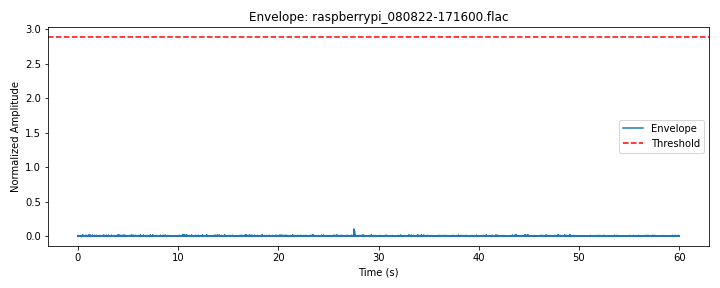 Envelope: raspberrypi_080822-171600.flac
3.0
2.5
2.0
1.5
1.0
0.5
0.0
Normalized Amplitude
Envelope
Threshold
0 10 20 30 40 50 60
Time (s)